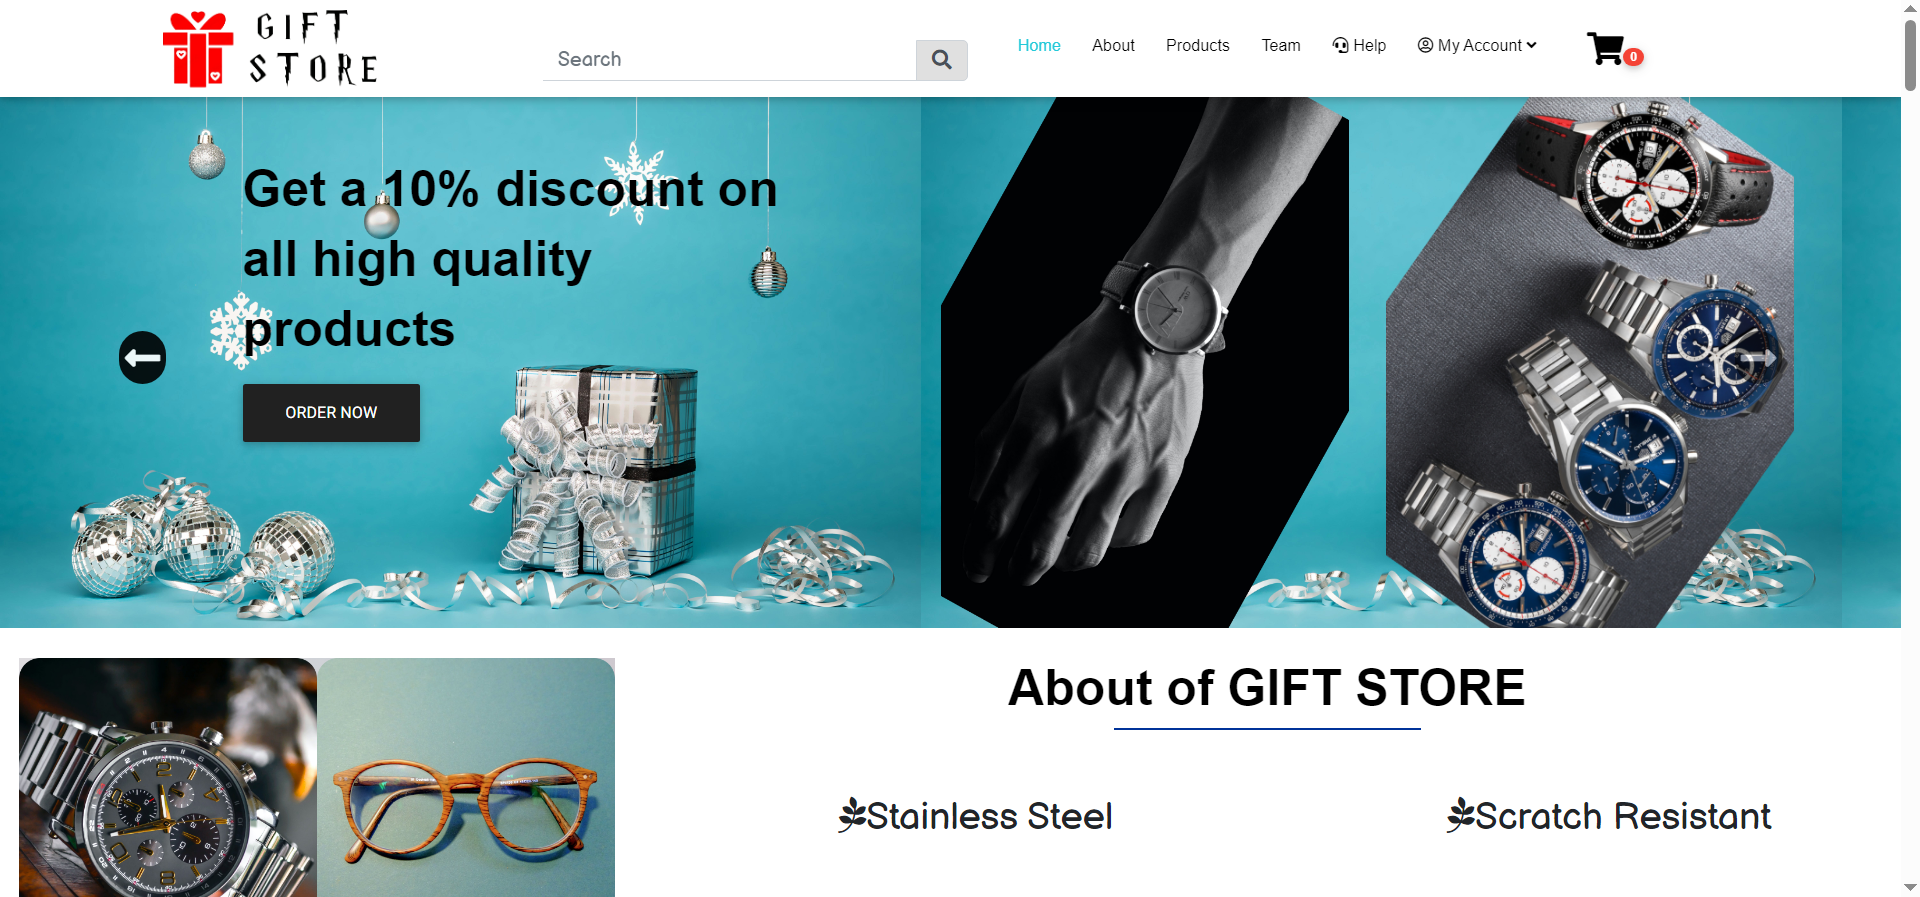 GIFT
STORE
Search
Home
About
Products
Team
Help
My Account
0
Get a 10% discount on
all high quality
products
ORDER NOW
About of GIFT STORE
Stainless Steel
Scratch Resistant